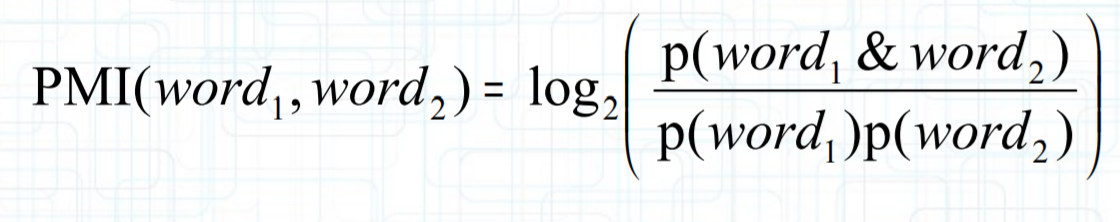 PMI(word₁, word₂) = log₂( p(word₁ & word₂) / p(word₁)p(word₂) )